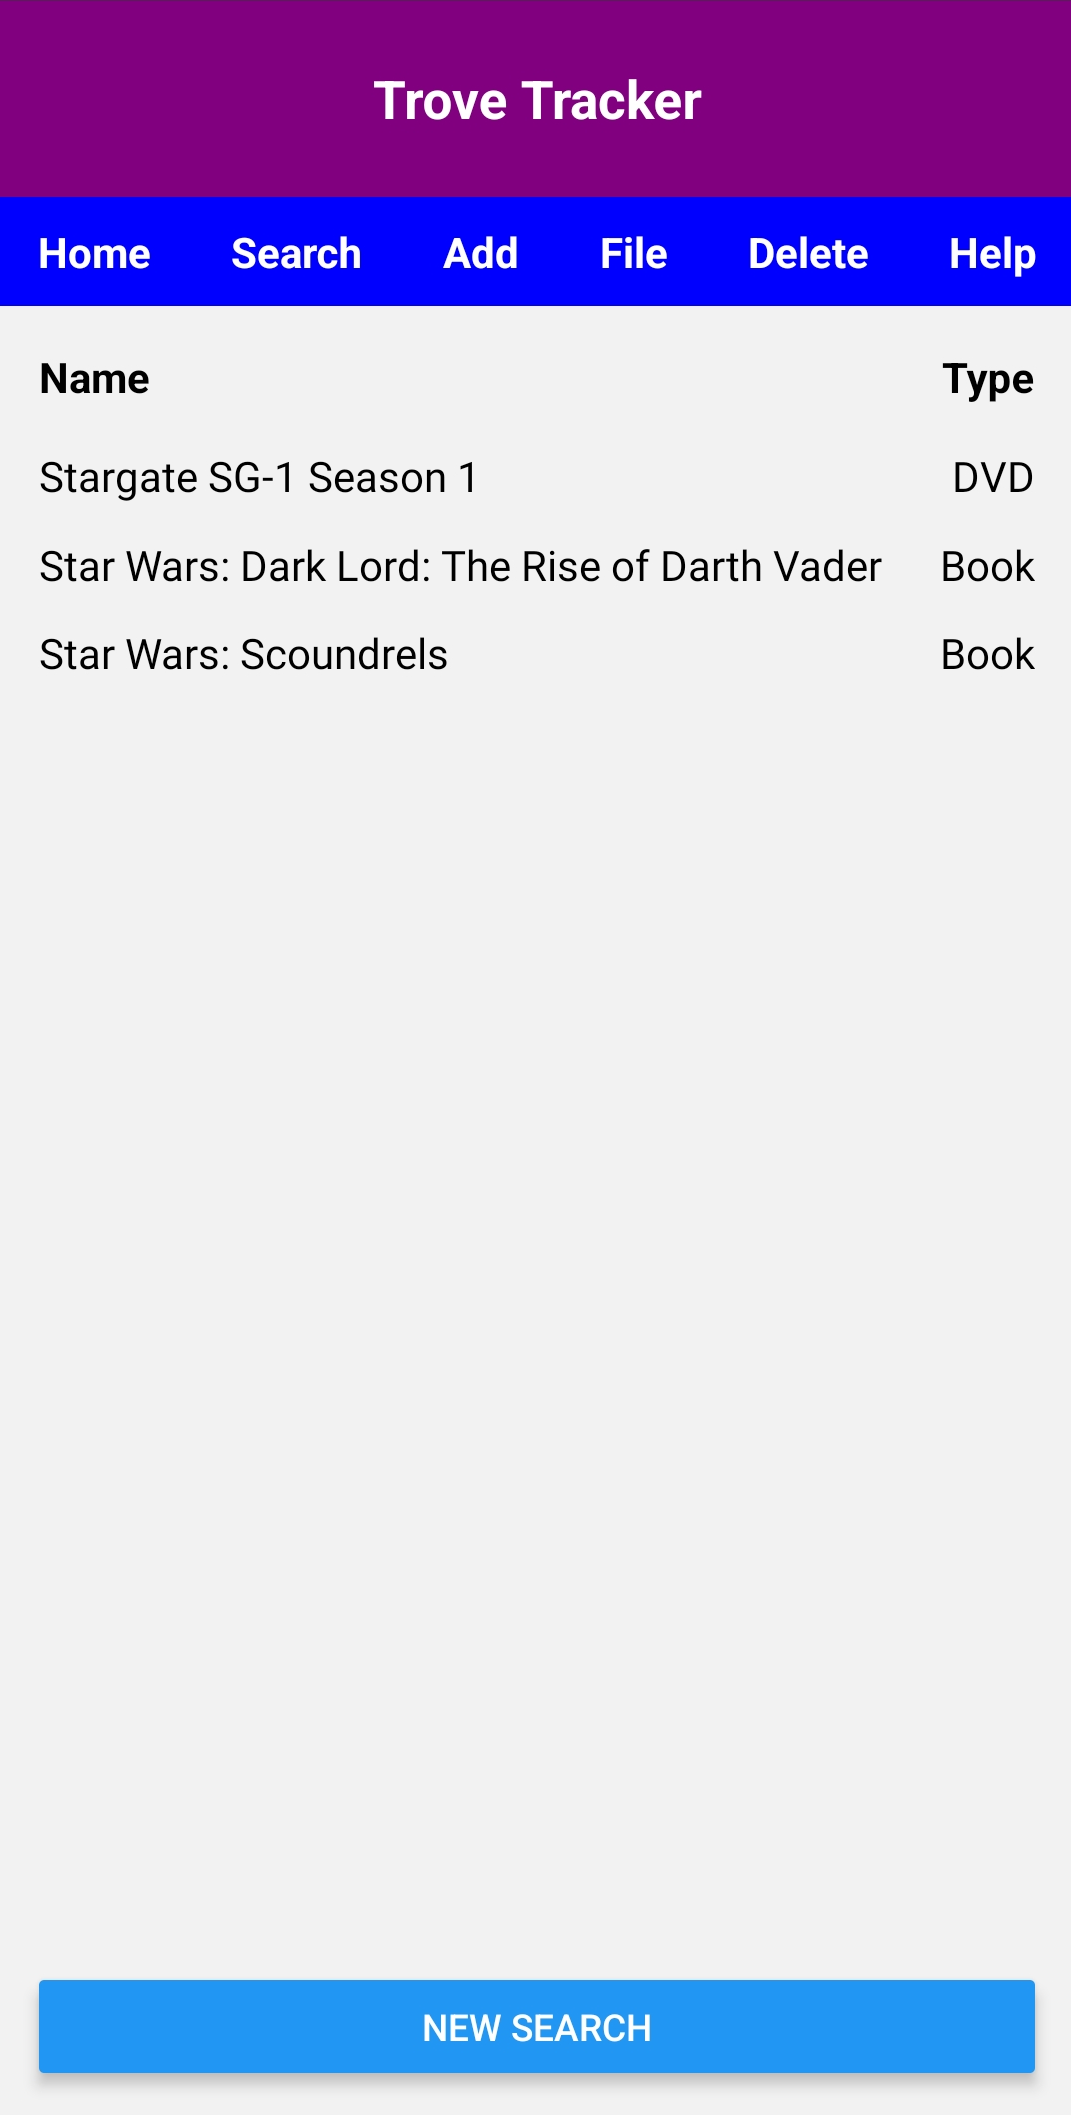 Trove Tracker
Home Search Add File Delete Help
Name Type
Stargate SG-1 Season 1 DVD
Star Wars: Dark Lord: The Rise of Darth Vader Book
Star Wars: Scoundrels Book
NEW SEARCH